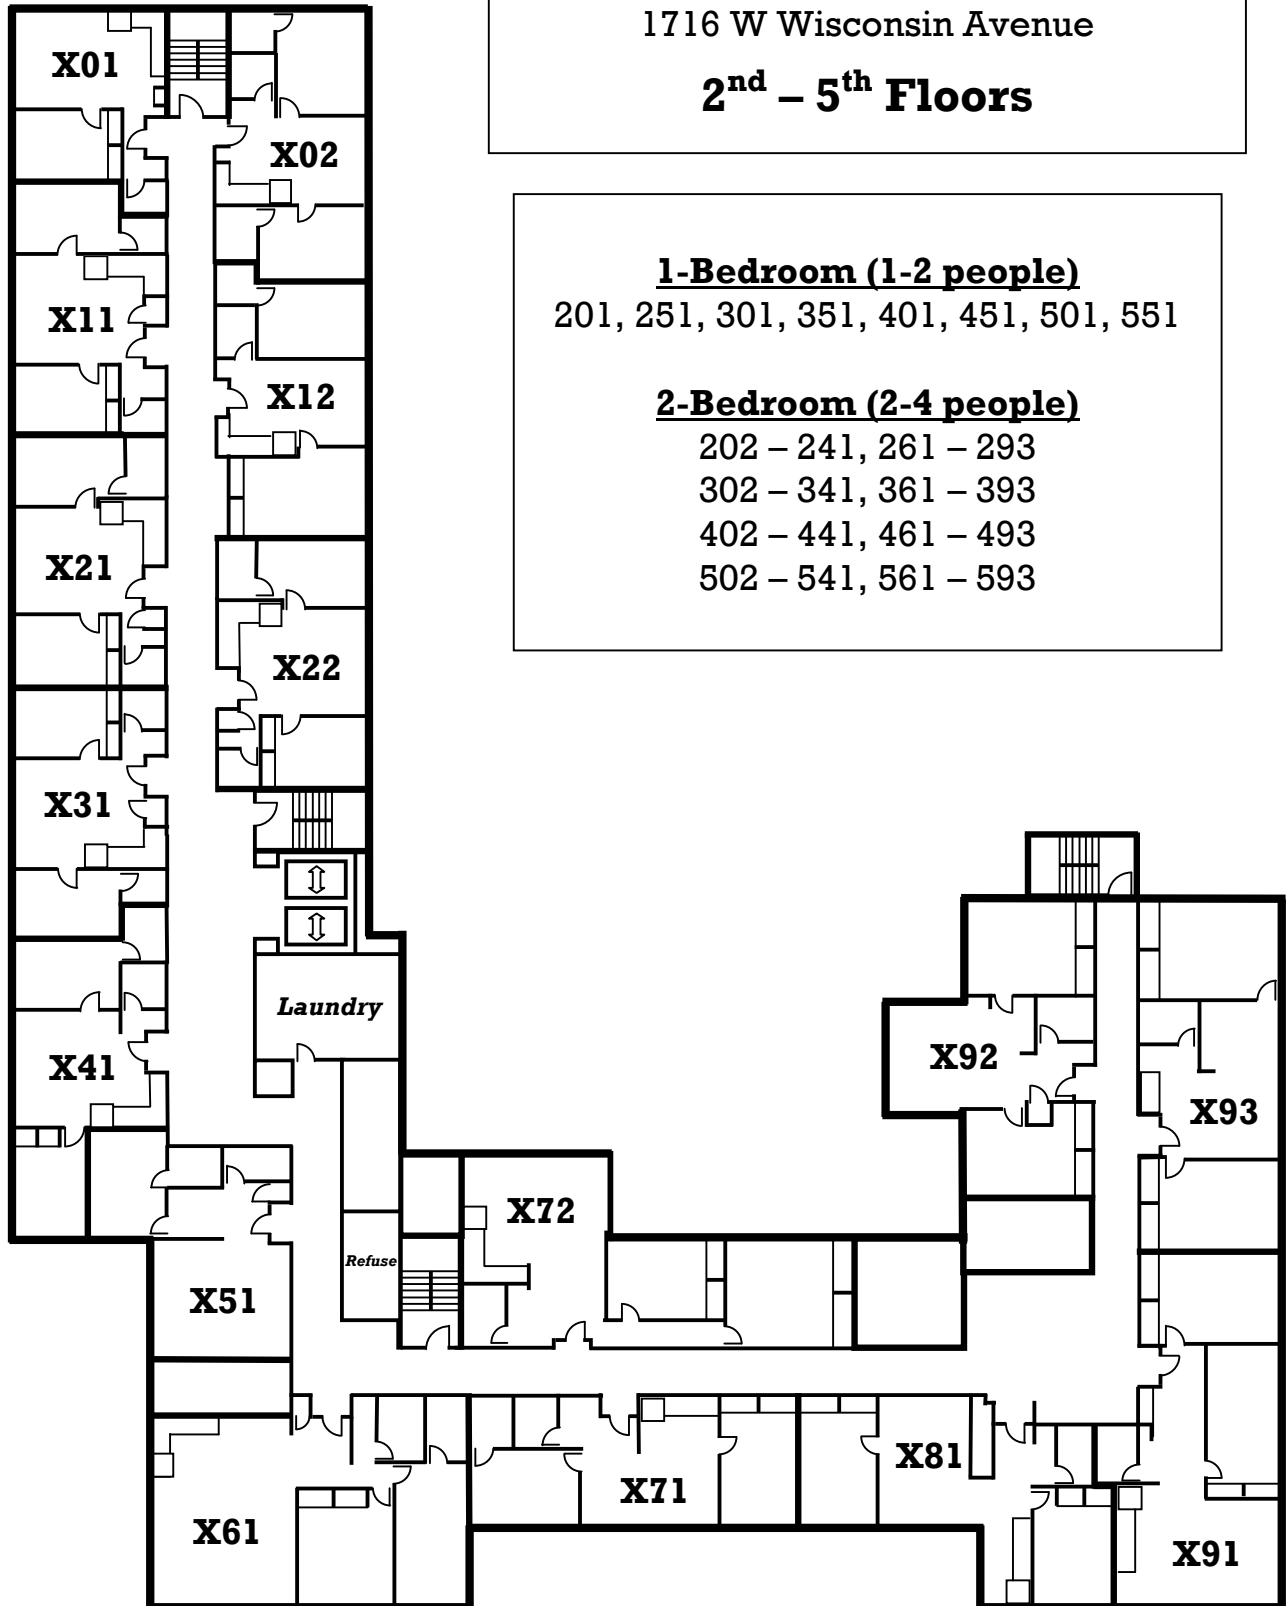 1716 W Wisconsin Avenue
2nd – 5th Floors
1-Bedroom (1-2 people)
201, 251, 301, 351, 401, 451, 501, 551
2-Bedroom (2-4 people)
202 – 241, 261 – 293
302 – 341, 361 – 393
402 – 441, 461 – 493
502 – 541, 561 – 593
X01
X02
X11
X12
X21
X22
X31
Laundry
X41
X92
X93
X72
Refuse
X51
X81
X71
X61
X91